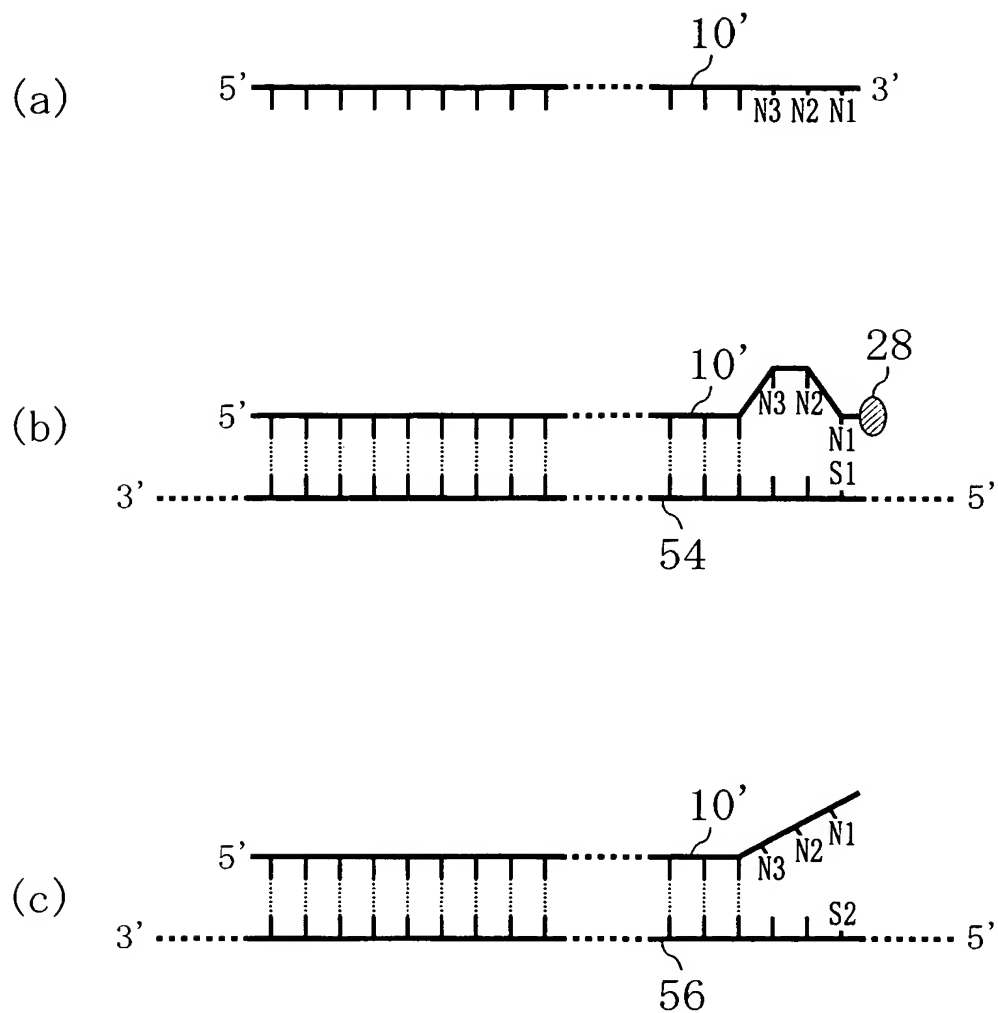 10'
(a) 5' 3'
N3 N2 N1
28
10'
(b) 5' N3 N2
N1
S1
3' 5'
54
10'
N1
5' N2
N3
(c) S2
3' 5'
56